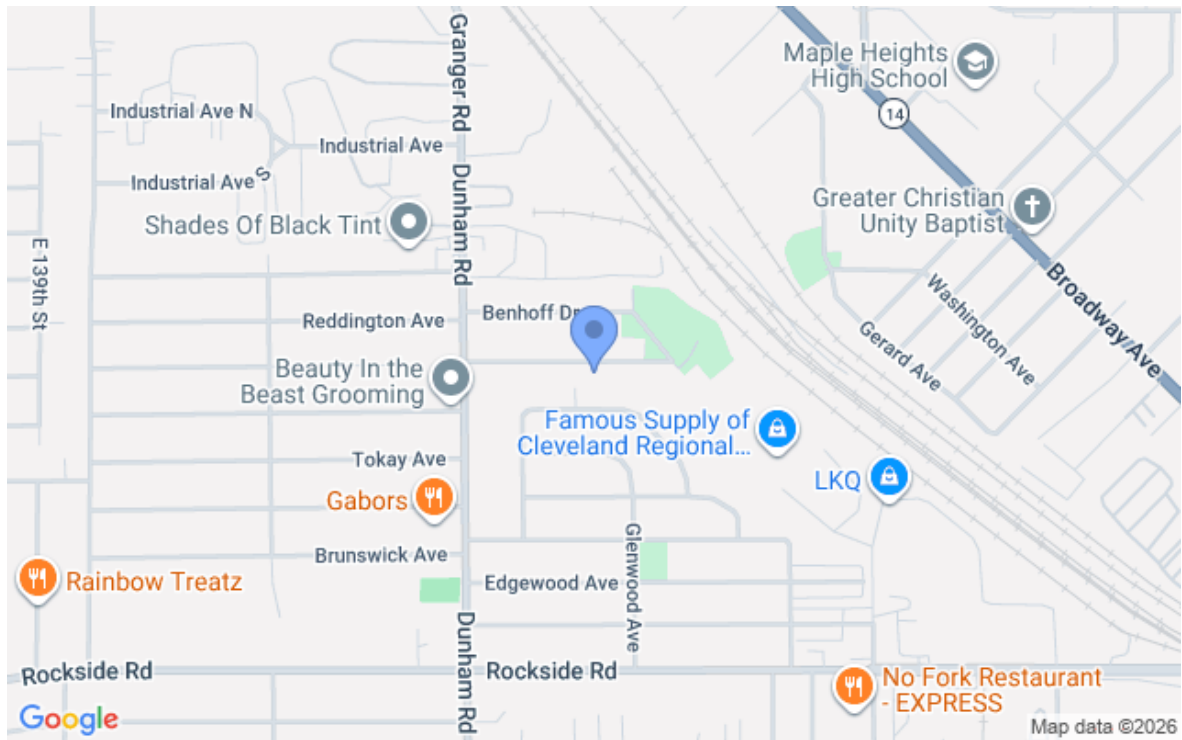 Maple Heights
High School
Granger Rd
14
Industrial Ave N
Industrial Ave
Industrial Ave S
Dunham Rd
Greater Christian
Unity Baptist
Shades Of Black Tint
E 139th St
Broadway Ave
Washington Ave
Benhoff Dr
Reddington Ave
Gerard Ave
Beauty In the
Beast Grooming
Famous Supply of
Cleveland Regional...
Tokay Ave
LKQ
Gabors
Glenwood Ave
Brunswick Ave
Rainbow Treatz
Edgewood Ave
Dunham Rd
Rockside Rd
Rockside Rd
No Fork Restaurant
- EXPRESS
Google
Map data ©2026